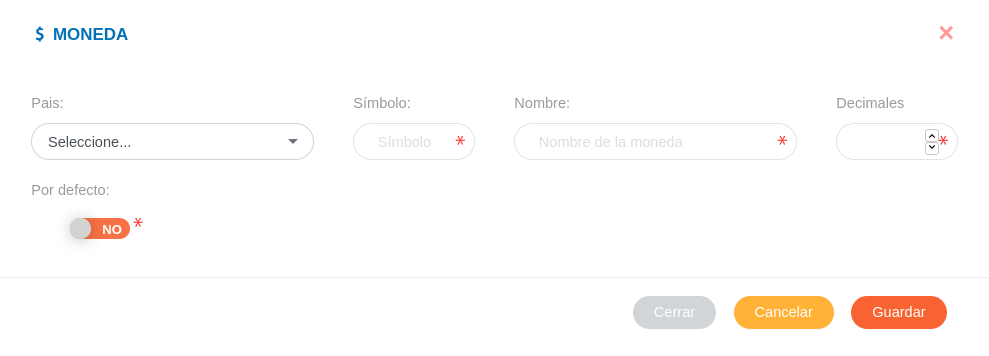 $ MONEDA
Pais: Símbolo: Nombre: Decimales
Seleccione... Símbolo * Nombre de la moneda * *
Por defecto:
NO *
Cerrar Cancelar Guardar